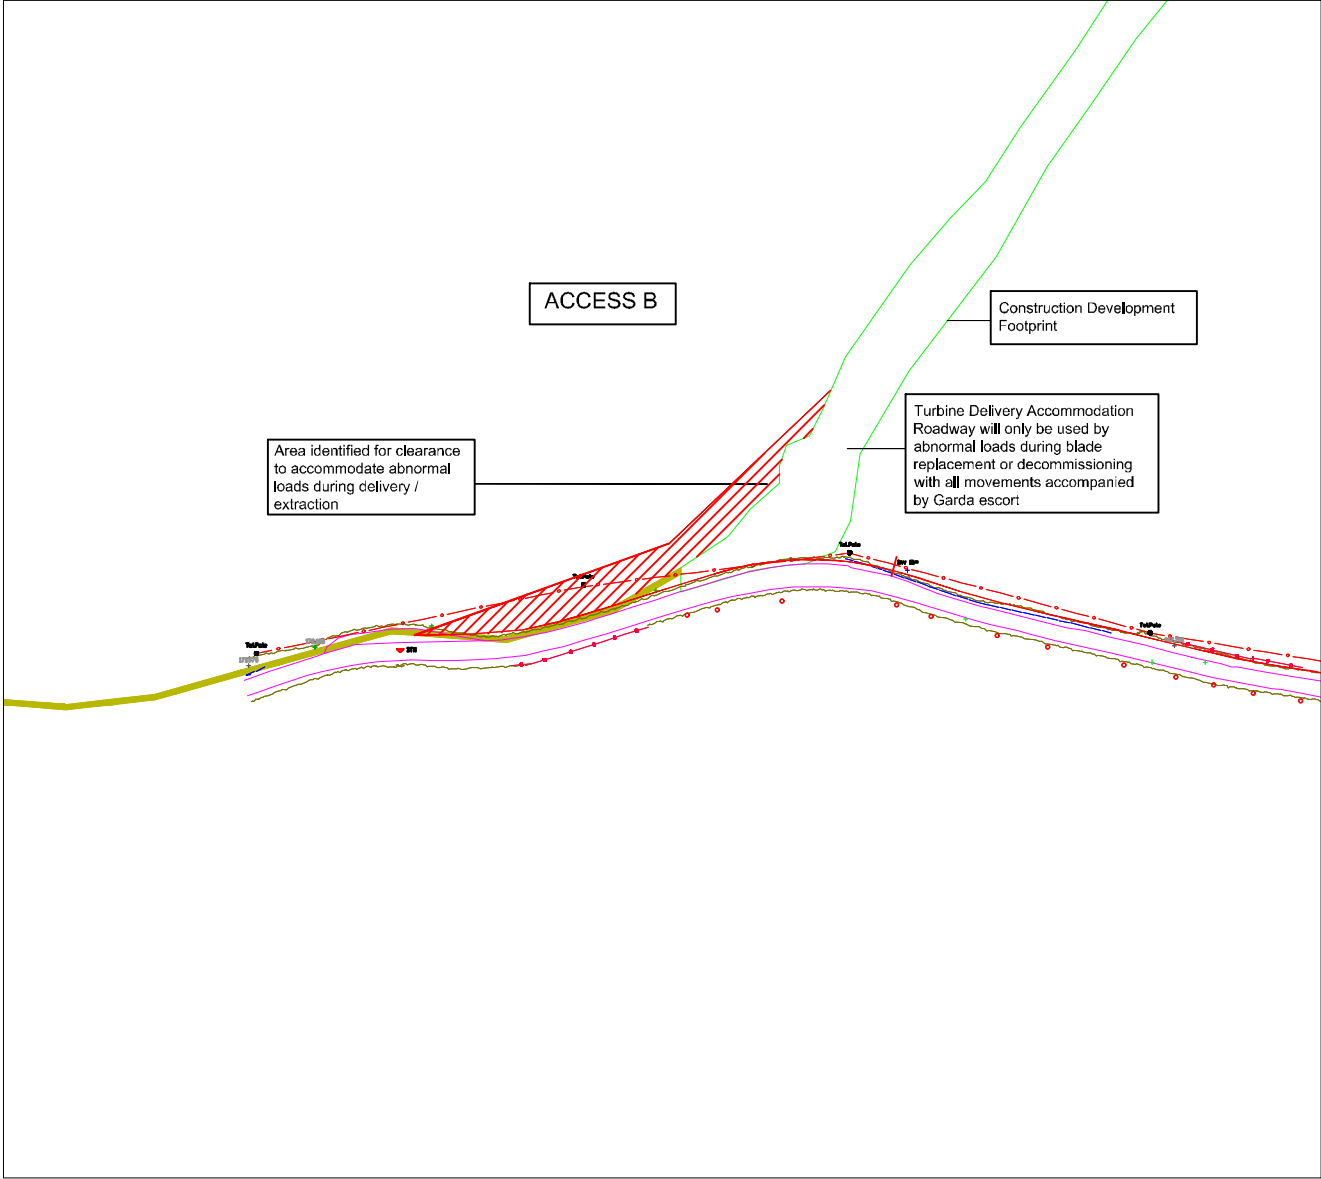 ACCESS B
Construction Development
Footprint
Turbine Delivery Accommodation
Roadway will only be used by
abnormal loads during blade
replacement or decommissioning
with all movements accompanied
by Garda escort
Area identified for clearance
to accommodate abnormal
loads during delivery /
extraction
Tel.Pole
Tel.Pole
Tel.Pole
Tel.Pole